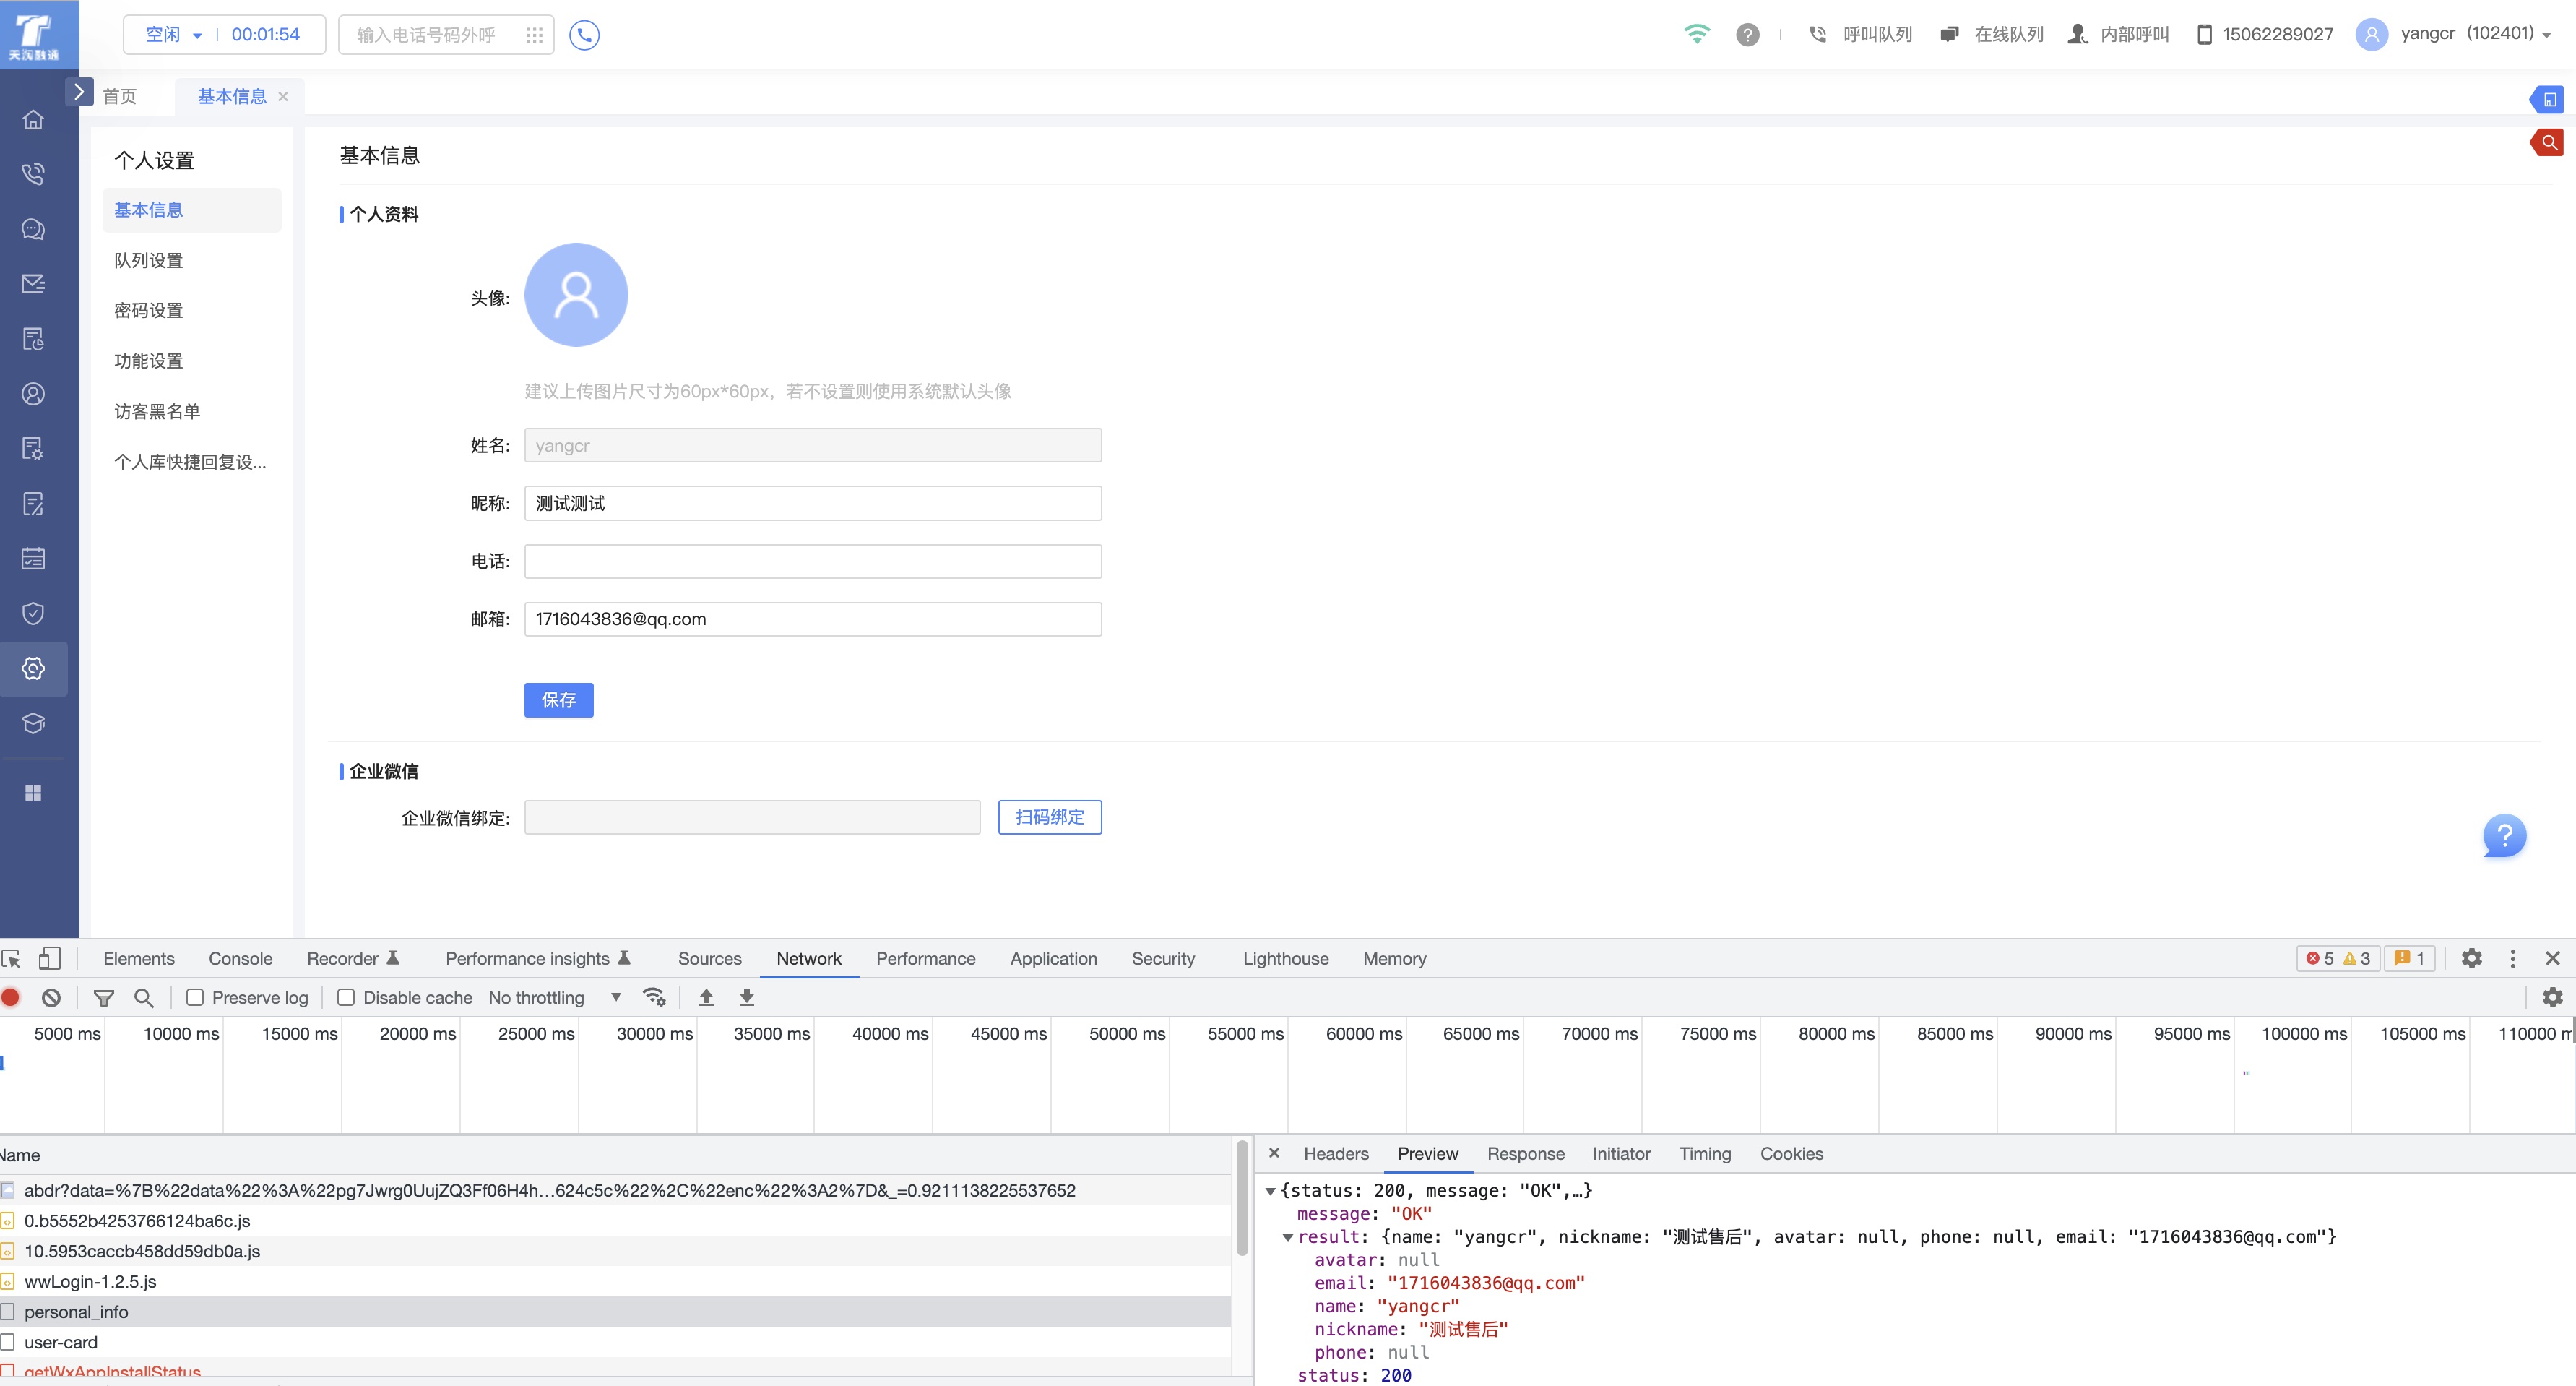 天润融通
空闲 00:01:54
输入电话号码外呼
呼叫队列
在线队列
内部呼叫
15062289027
yangcr (102401)
首页
基本信息
个人设置
基本信息
队列设置
密码设置
功能设置
访客黑名单
个人库快捷回复设...
基本信息
个人资料
头像:
建议上传图片尺寸为60px*60px，若不设置则使用系统默认头像
姓名: yangcr
昵称: 测试测试
电话:
邮箱: 1716043836@qq.com
保存
企业微信
企业微信绑定: 扫码绑定
Elements Console Recorder Performance insights Sources Network Performance Application Security Lighthouse Memory 5 3 1
Preserve log Disable cache No throttling
5000 ms 10000 ms 15000 ms 20000 ms 25000 ms 30000 ms 35000 ms 40000 ms 45000 ms 50000 ms 55000 ms 60000 ms 65000 ms 70000 ms 75000 ms 80000 ms 85000 ms 90000 ms 95000 ms 100000 ms 105000 ms 110000 m
Name
abdr?data=%7B%22data%22%3A%22pg7Jwrg0UujZQ3Ff06H4h...624c5c%22%2C%22enc%22%3A2%7D&_=0.9211138225537652
0.b5552b4253766124ba6c.js
10.5953caccb458dd59db0a.js
wwLogin-1.2.5.js
personal_info
user-card
getWxAppInstallStatus
Headers Preview Response Initiator Timing Cookies
{status: 200, message: "OK",…}
message: "OK"
result: {name: "yangcr", nickname: "测试售后", avatar: null, phone: null, email: "1716043836@qq.com"}
avatar: null
email: "1716043836@qq.com"
name: "yangcr"
nickname: "测试售后"
phone: null
status: 200